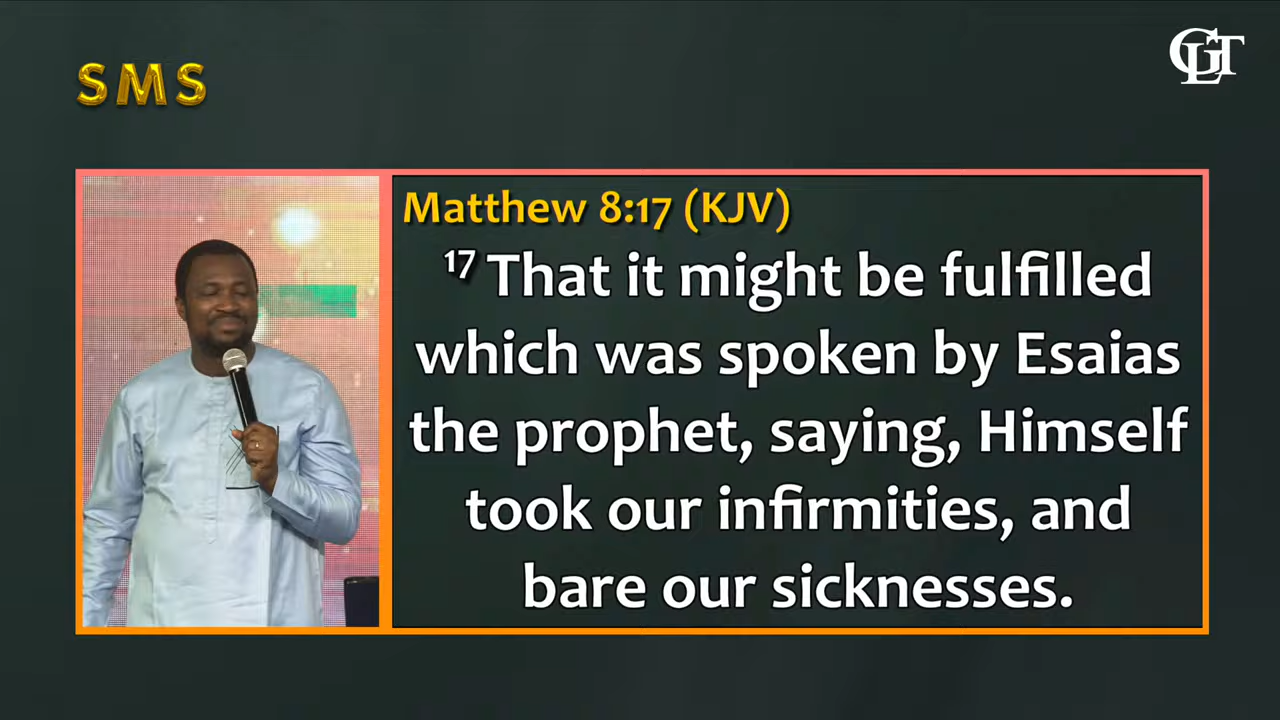 SMS
GLT
Matthew 8:17 (KJV)
17 That it might be fulfilled
which was spoken by Esaias
the prophet, saying, Himself
took our infirmities, and
bare our sicknesses.